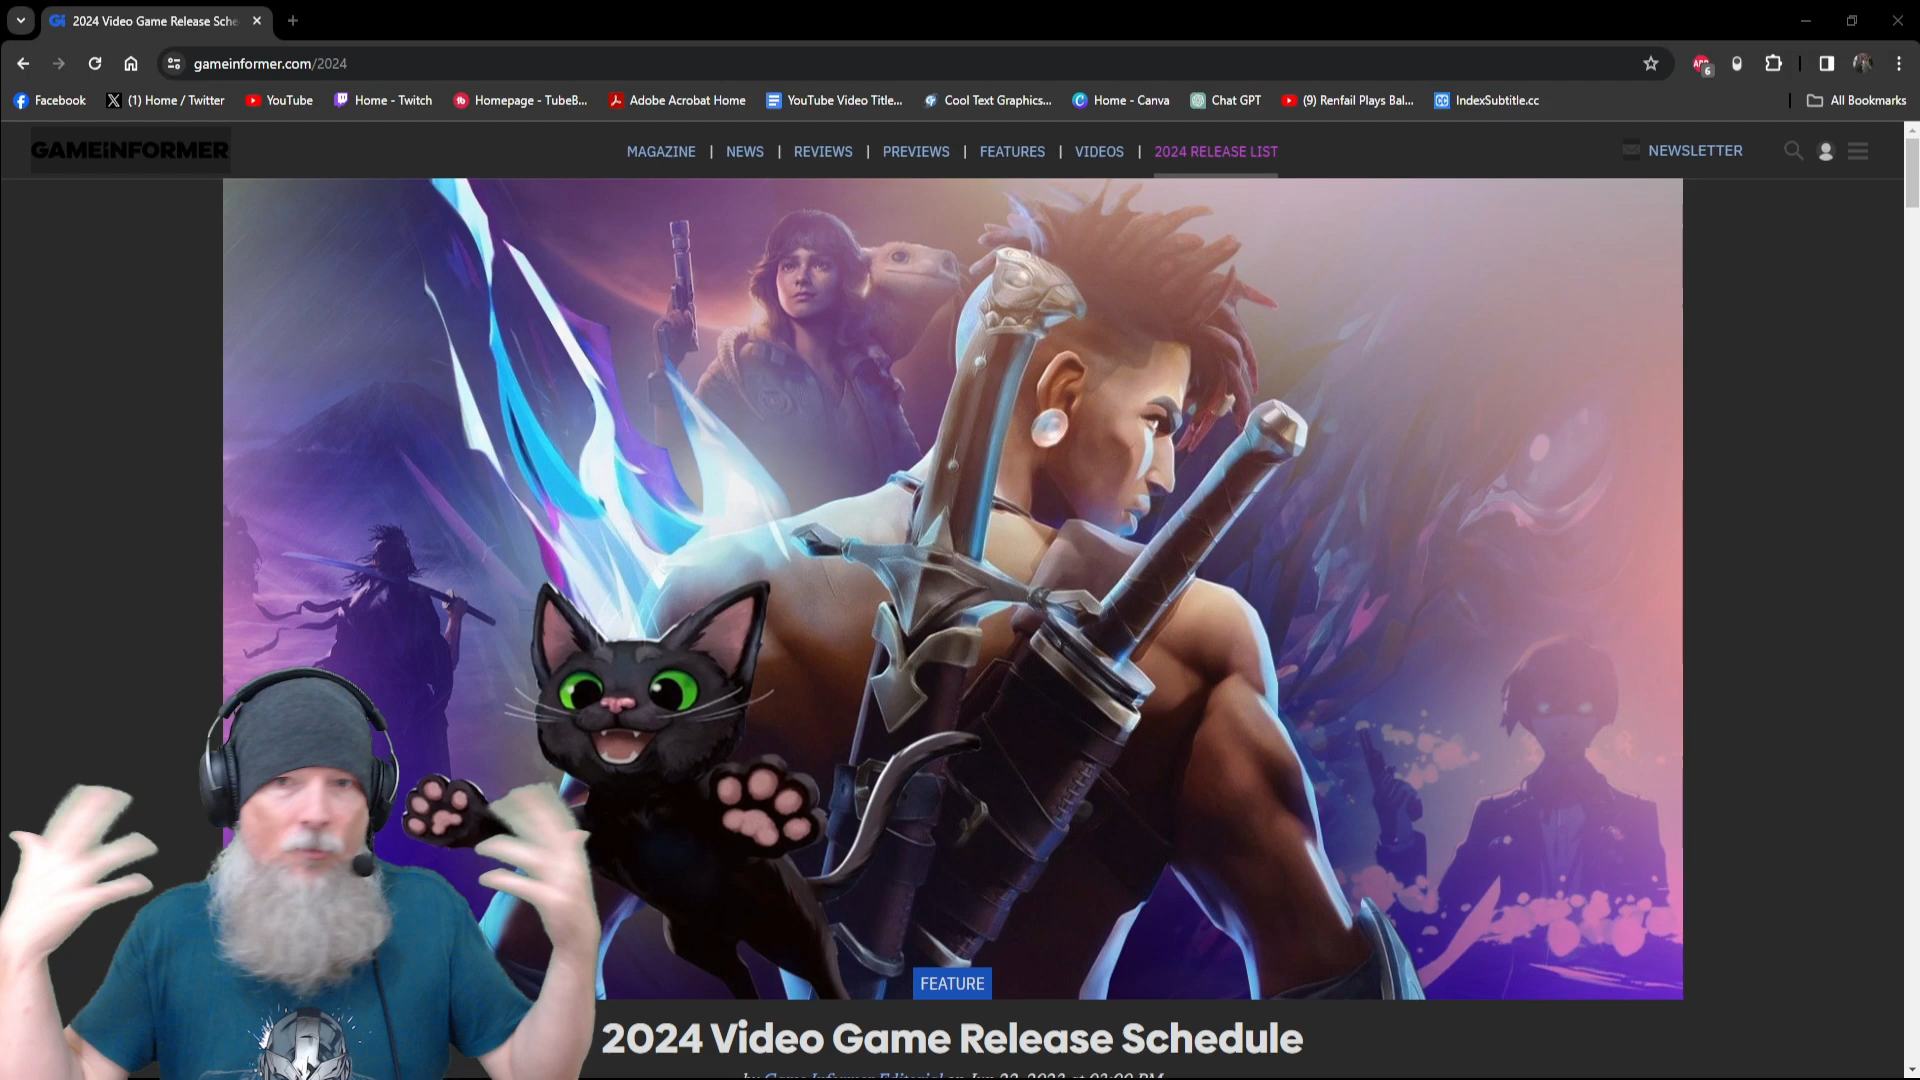 2024 Video Game Release Sche
gameinformer.com/2024
6
Facebook
(1) Home / Twitter
YouTube
Home - Twitch
Homepage - TubeB...
Adobe Acrobat Home
YouTube Video Title...
Cool Text Graphics...
Home - Canva
Chat GPT
(9) Renfail Plays Bal...
IndexSubtitle.cc
All Bookmarks
GAMEINFORMER
MAGAZINE | NEWS | REVIEWS | PREVIEWS | FEATURES | VIDEOS | 2024 RELEASE LIST
NEWSLETTER
FEATURE
2024 Video Game Release Schedule